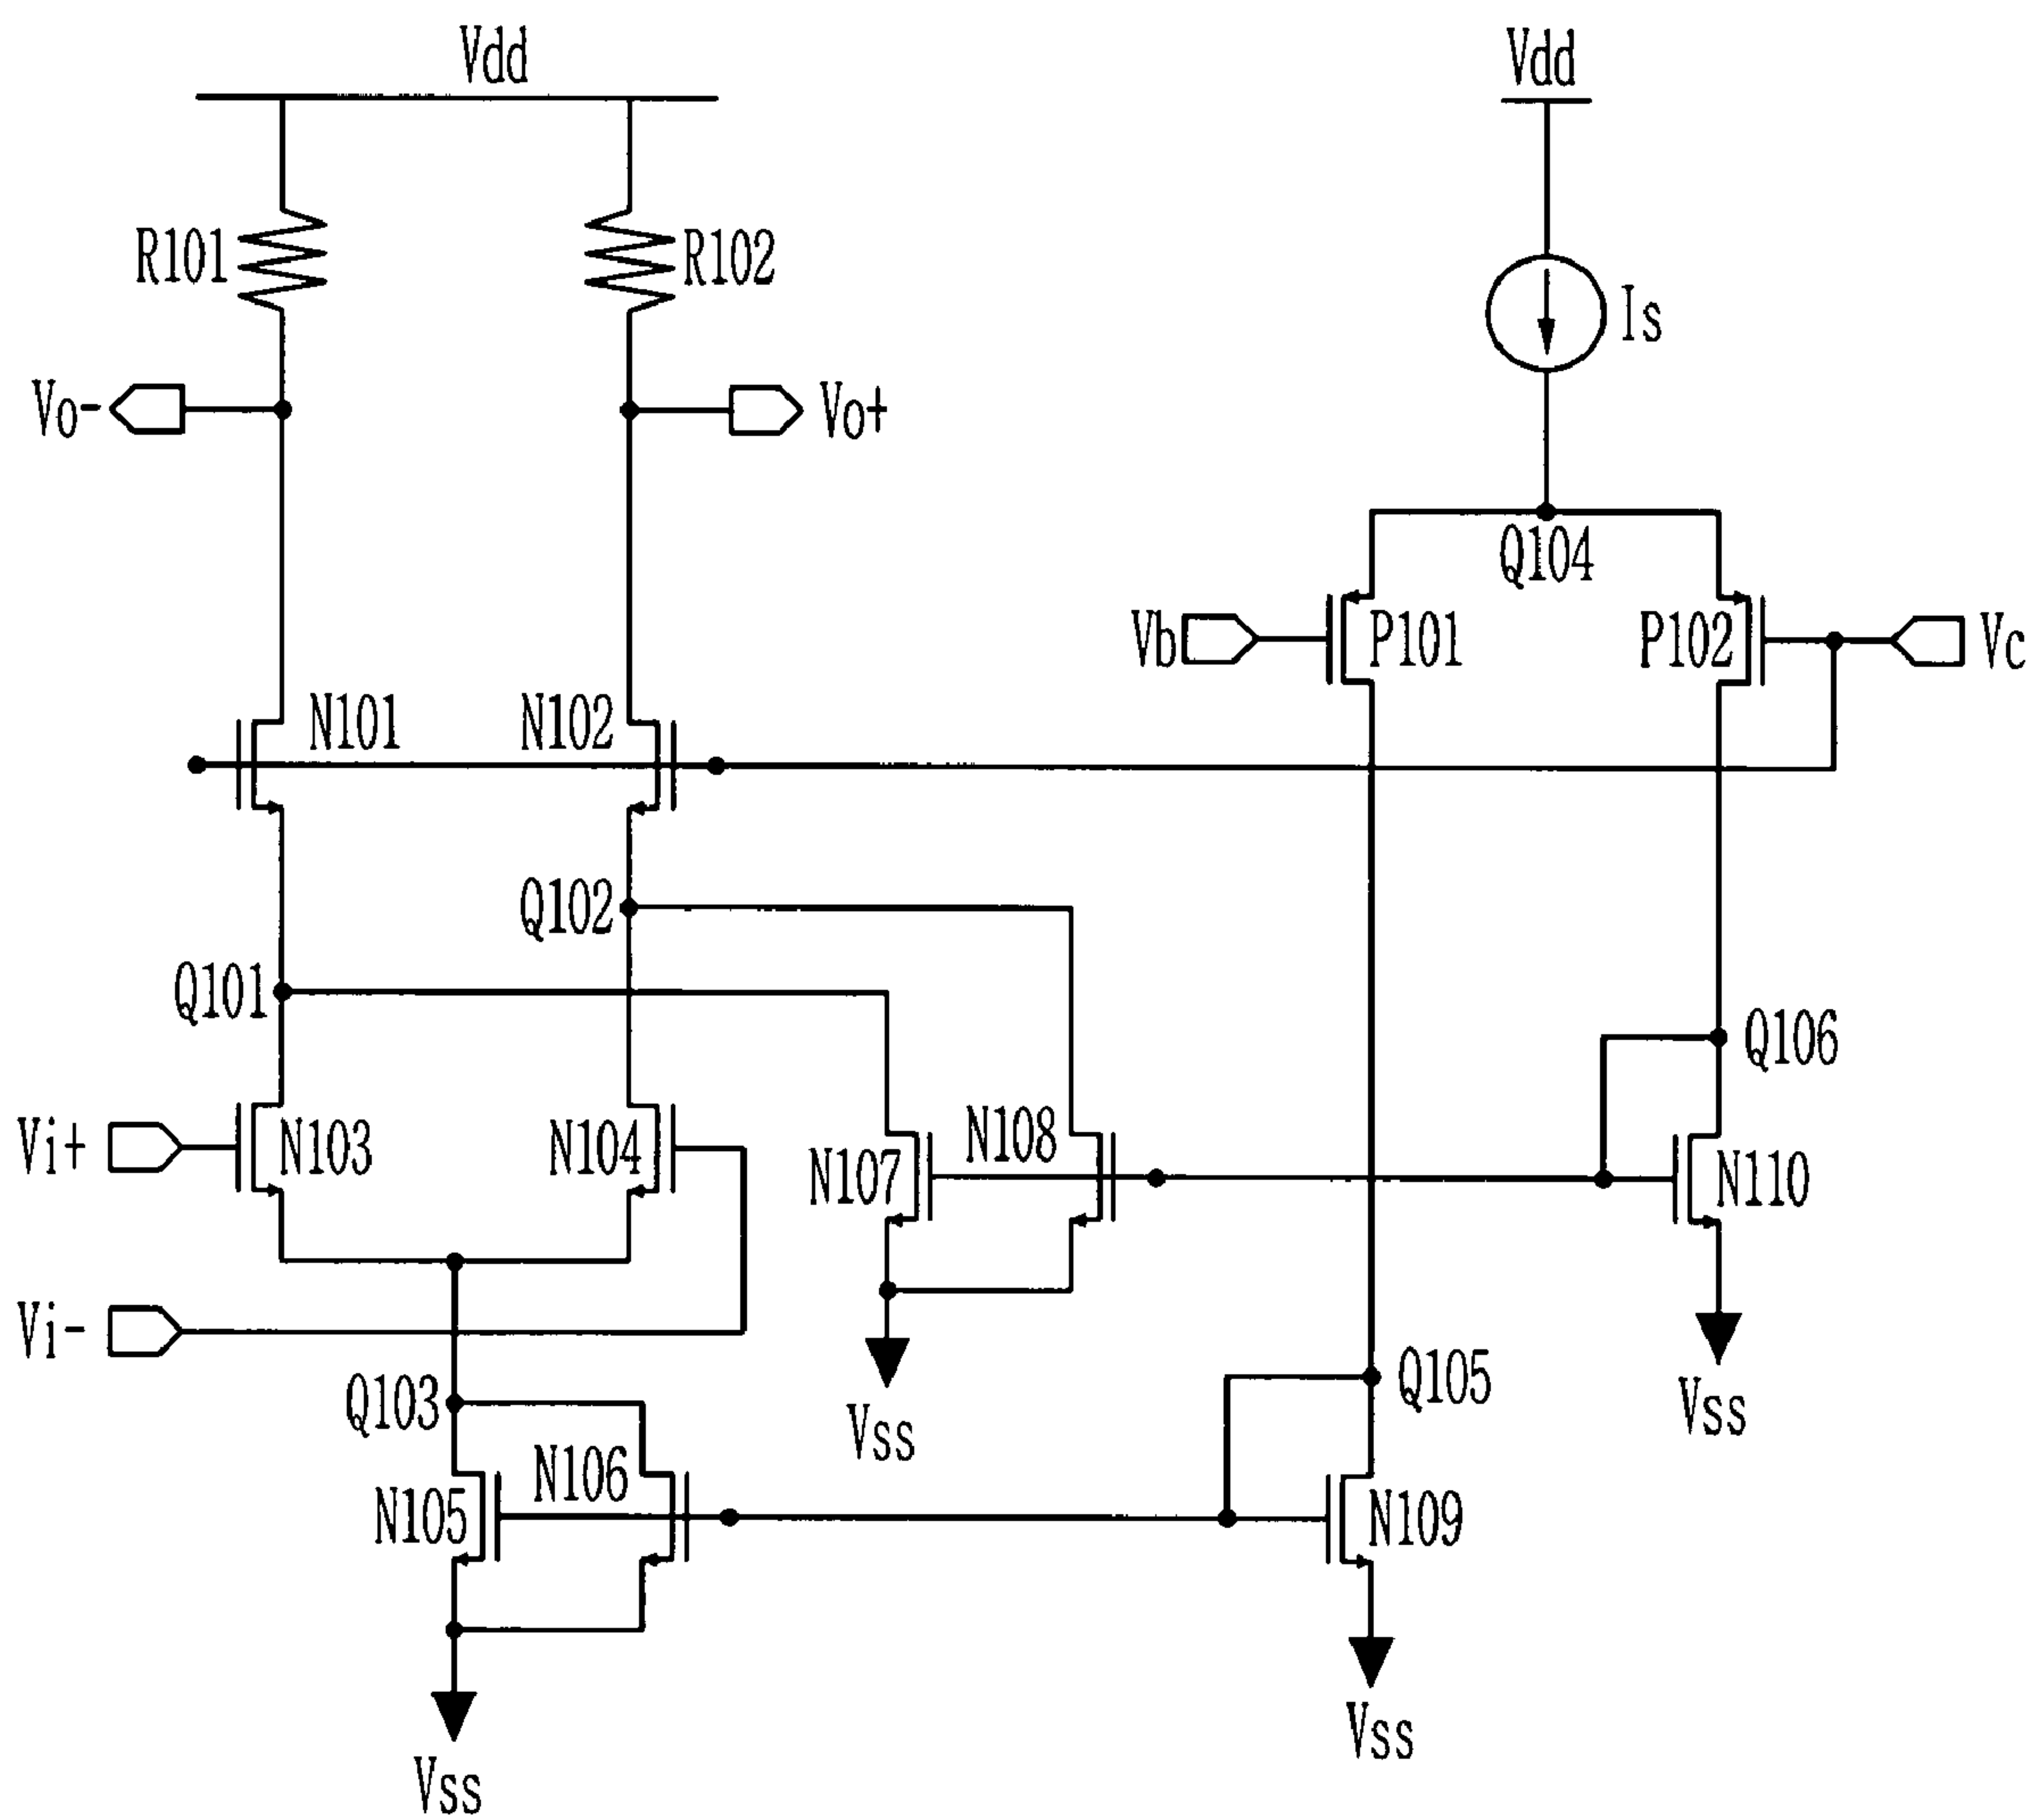 Vdd
Vdd
R101
R102
Is
Vo-
Vo+
Q104
Vb
P101
P102
Vc
N101
N102
Q102
Q101
Q106
Vi+
N103
N104
N107
N108
N110
Vi-
Q103
Vss
Q105
Vss
N105
N106
N109
Vss
Vss